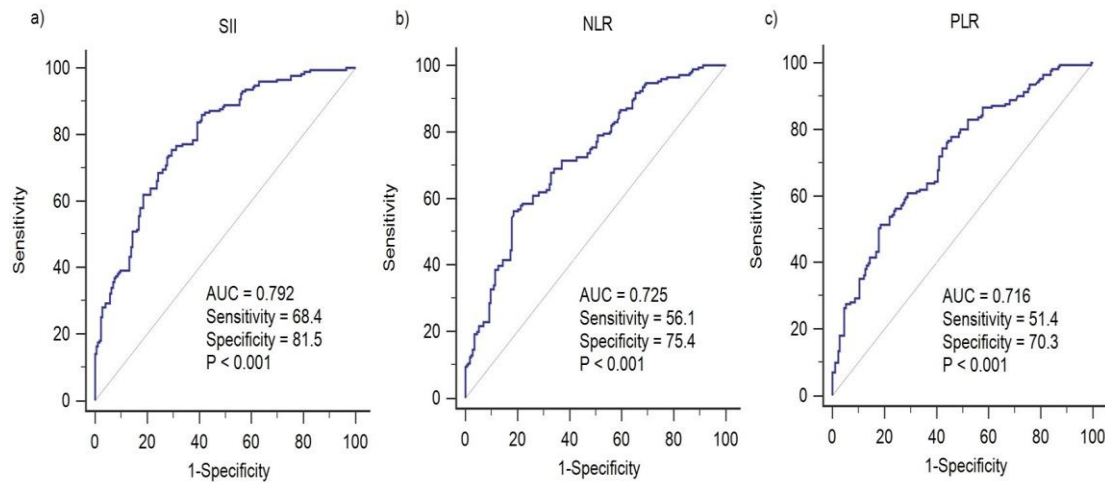 a)
SII
100
80
60
40
20
0
Sensitivity
AUC = 0.792
Sensitivity = 68.4
Specificity = 81.5
P < 0.001
0 20 40 60 80 100
1-Specificity
b)
NLR
100
80
60
40
20
0
Sensitivity
AUC = 0.725
Sensitivity = 56.1
Specificity = 75.4
P < 0.001
0 20 40 60 80 100
1-Specificity
c)
PLR
100
80
60
40
20
0
Sensitivity
AUC = 0.716
Sensitivity = 51.4
Specificity = 70.3
P < 0.001
0 20 40 60 80 100
1-Specificity